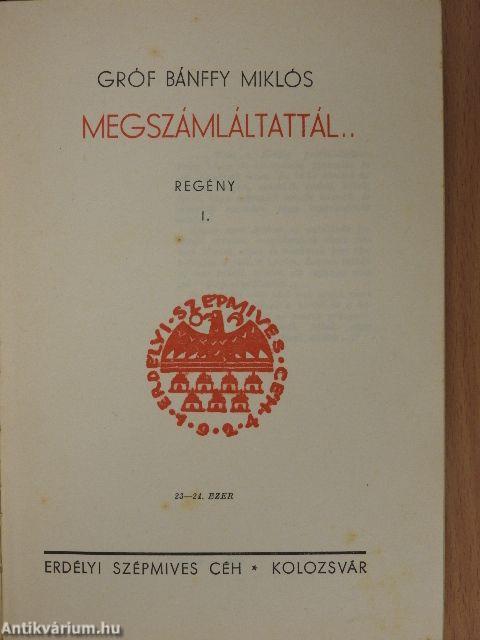 GRÓF BÁNFFY MIKLÓS
MEGSZÁMLÁLTATTÁL..
REGÉNY
I.
ERDÉLYI · SZÉPMIVES · CÉH · 1924
23—24. EZER
ERDÉLYI SZÉPMIVES CÉH * KOLOZSVÁR
Antikvárium.hu